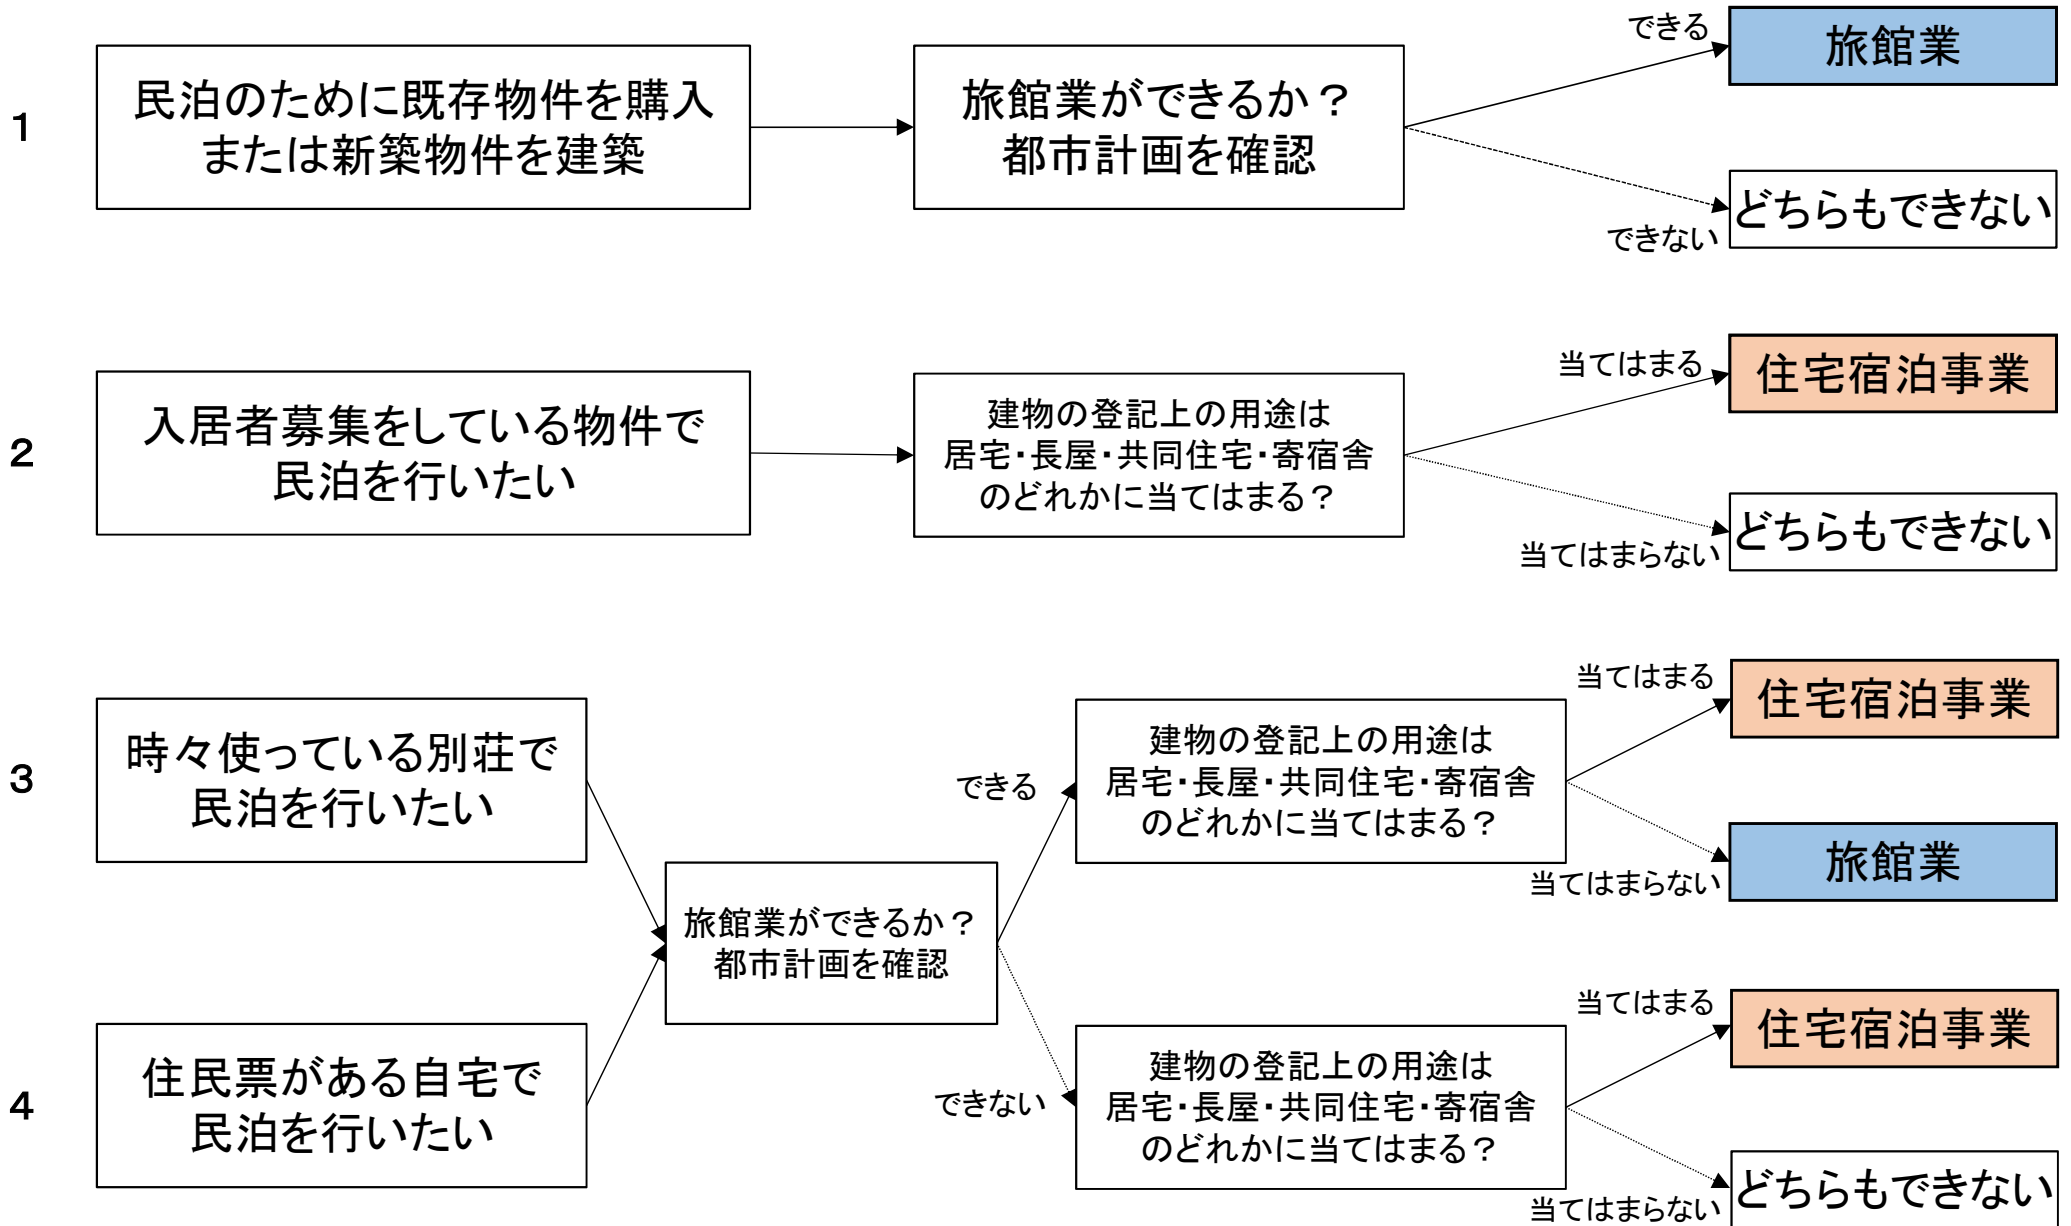 1
民泊のために既存物件を購入
または新築物件を建築
旅館業ができるか?
都市計画を確認
できる
旅館業
できない
どちらもできない
2
入居者募集をしている物件で
民泊を行いたい
建物の登記上の用途は
居宅・長屋・共同住宅・寄宿舎
のどれかに当てはまる?
当てはまる
住宅宿泊事業
当てはまらない
どちらもできない
3
時々使っている別荘で
民泊を行いたい
4
住民票がある自宅で
民泊を行いたい
旅館業ができるか?
都市計画を確認
できる
建物の登記上の用途は
居宅・長屋・共同住宅・寄宿舎
のどれかに当てはまる?
当てはまる
住宅宿泊事業
当てはまらない
旅館業
できない
建物の登記上の用途は
居宅・長屋・共同住宅・寄宿舎
のどれかに当てはまる?
当てはまる
住宅宿泊事業
当てはまらない
どちらもできない